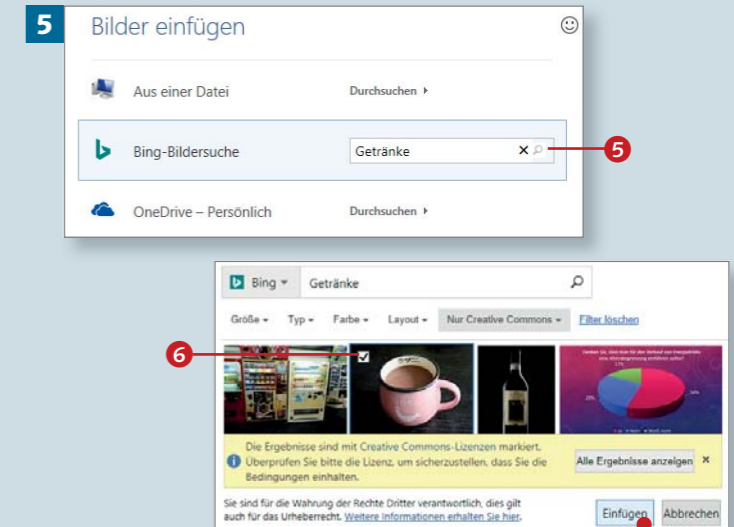 5
Bilder einfügen
Aus einer Datei Durchsuchen
Bing-Bildersuche Getränke 5
OneDrive – Persönlich Durchsuchen
Bing Getränke
Größe Typ Farbe Layout Nur Creative Commons Filter löschen
6
Die Ergebnisse sind mit Creative Commons-Lizenzen markiert.
Überprüfen Sie bitte die Lizenz, um sicherzustellen, dass Sie die
Bedingungen einhalten.
Alle Ergebnisse anzeigen
Sie sind für die Wahrung der Rechte Dritter verantwortlich, dies gilt
auch für das Urheberrecht. Weitere Informationen erhalten Sie hier.
Einfügen Abbrechen